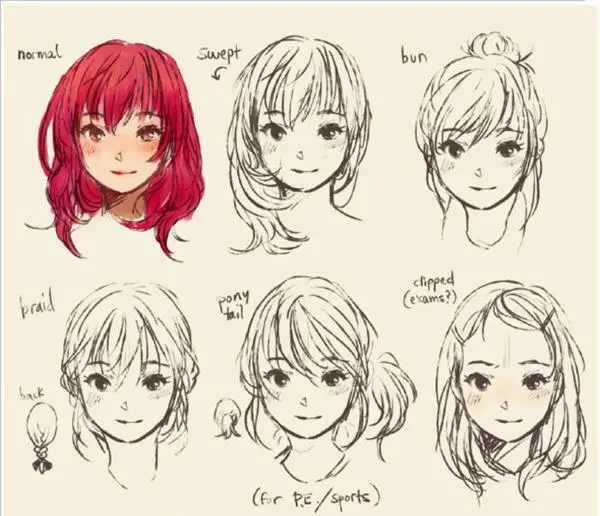 normal
swept
bun
braid
back
pony
tail
(for P.E./sports)
clipped
(exams?)